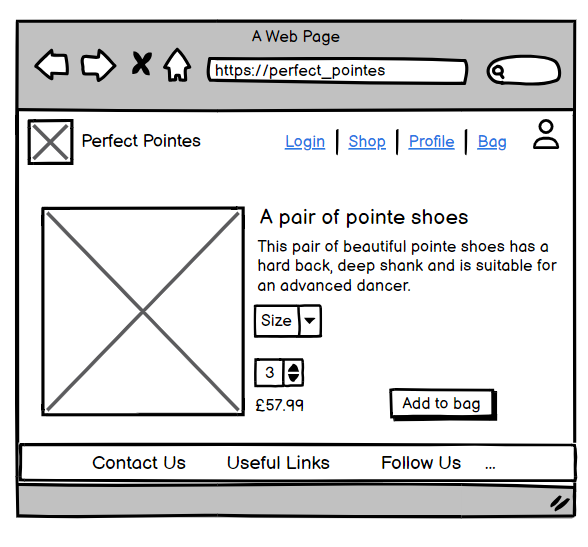 A Web Page
https://perfect_pointes
Perfect Pointes
Login | Shop | Profile | Bag
A pair of pointe shoes
This pair of beautiful pointe shoes has a
hard back, deep shank and is suitable for
an advanced dancer.
Size
3
£57.99
Add to bag
Contact Us Useful Links Follow Us ...